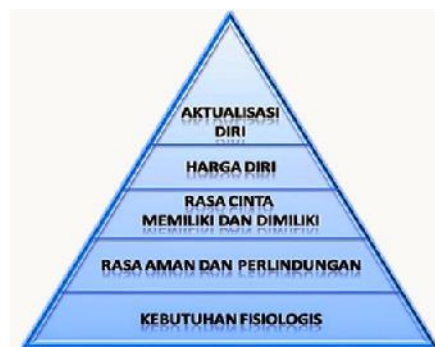 AKTUALISASI
DIRI
HARGA DIRI
RASA CINTA
MEMILIKI DAN DIMILIKI
RASA AMAN DAN PERLINDUNGAN
KEBUTUHAN FISIOLOGIS